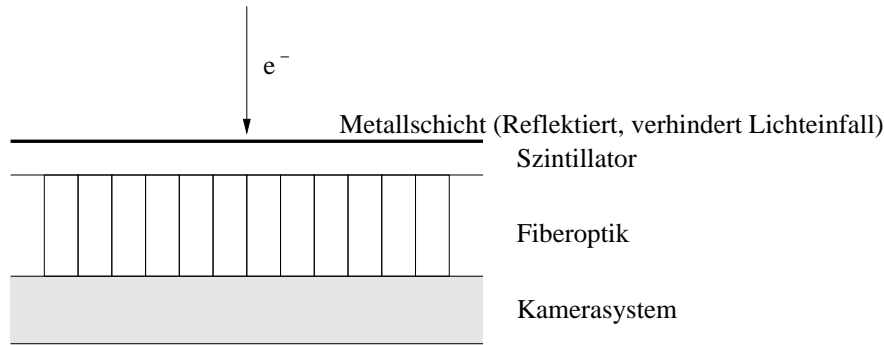 e⁻
Metallschicht (Reflektiert, verhindert Lichteinfall)
Szintillator
Fiberoptik
Kamerasystem